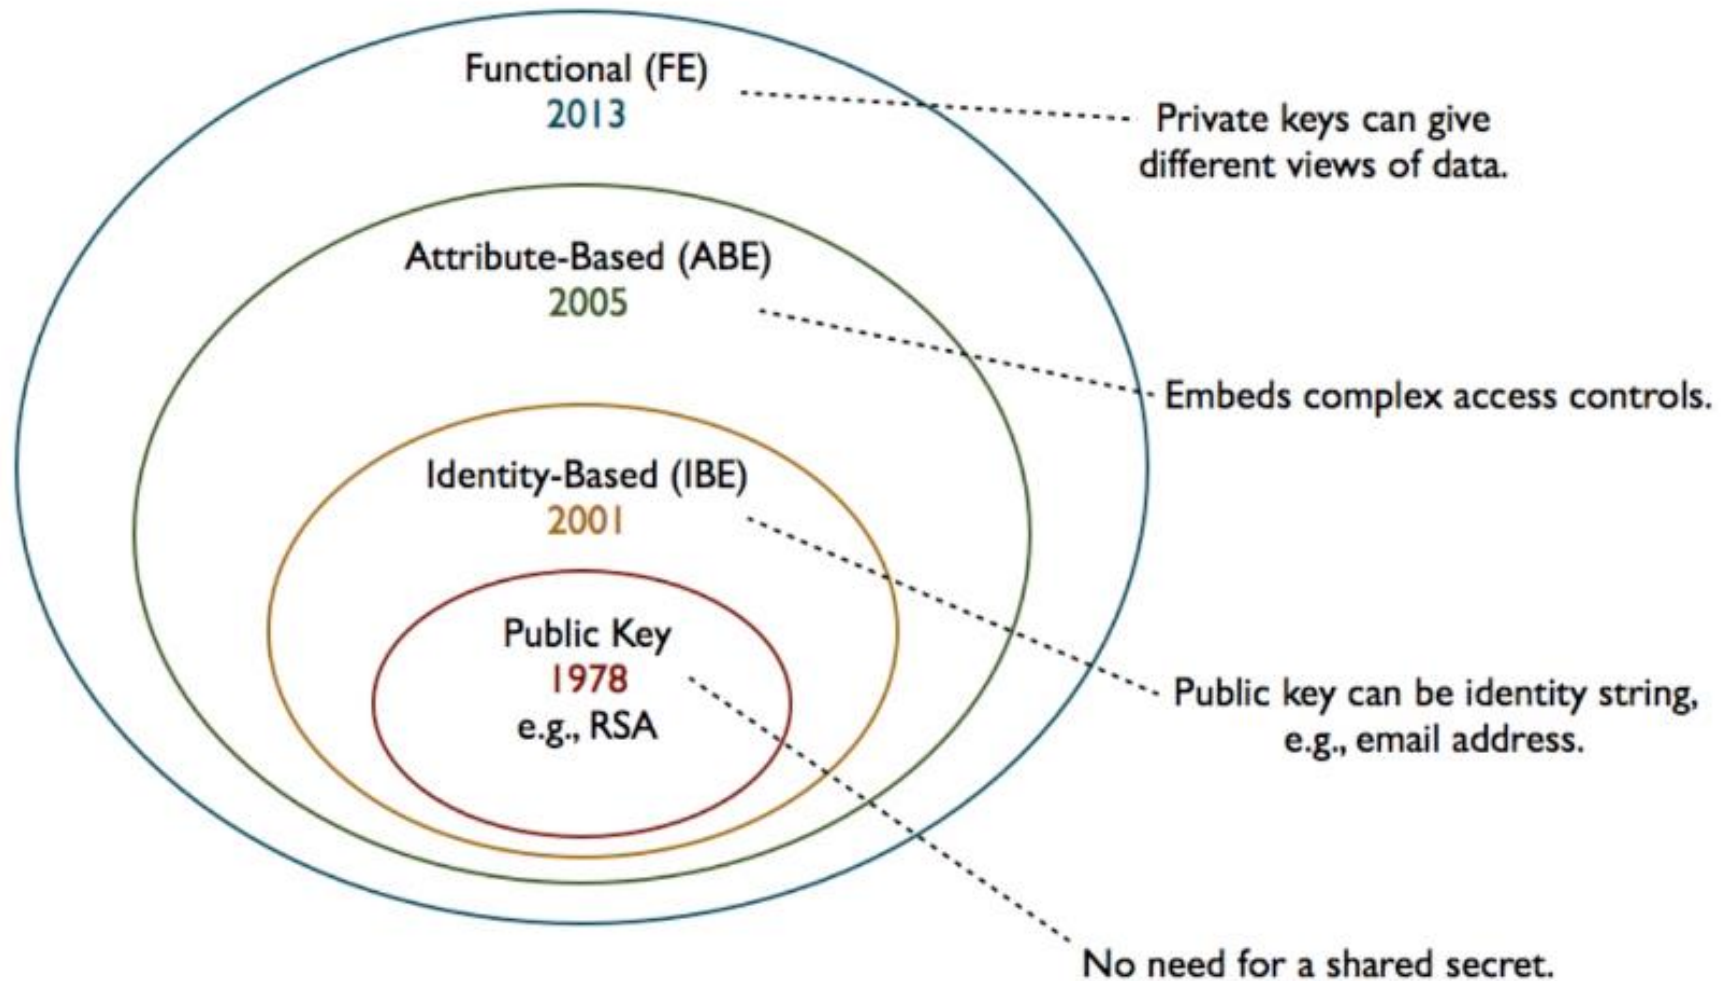 Functional (FE)
2013
Private keys can give
different views of data.
Attribute-Based (ABE)
2005
Embeds complex access controls.
Identity-Based (IBE)
2001
Public key can be identity string,
e.g., email address.
Public Key
1978
e.g., RSA
No need for a shared secret.